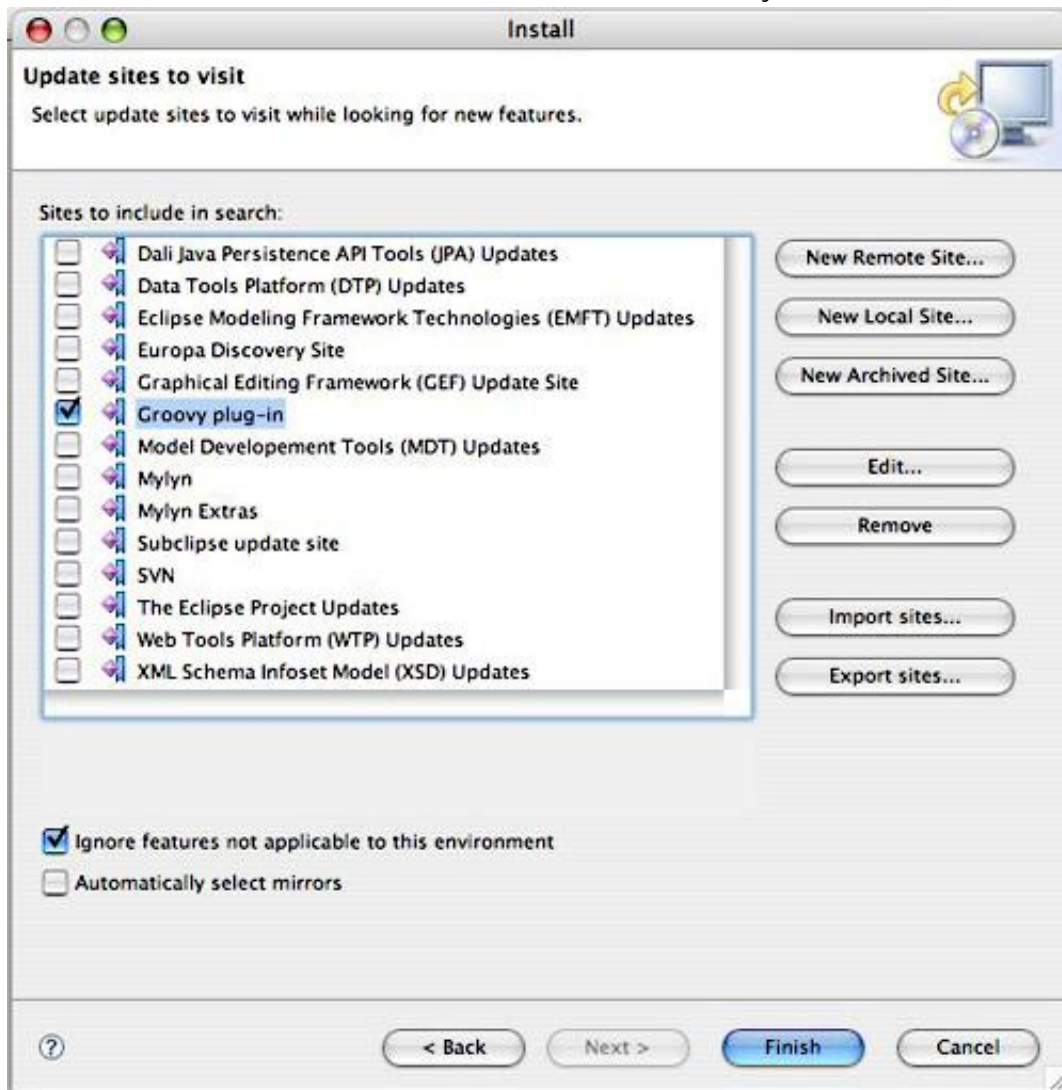 Install
Update sites to visit
Select update sites to visit while looking for new features.
Sites to include in search:
Dali Java Persistence API Tools (JPA) Updates
Data Tools Platform (DTP) Updates
Eclipse Modeling Framework Technologies (EMFT) Updates
Europa Discovery Site
Graphical Editing Framework (GEF) Update Site
Groovy plug-in
Model Developement Tools (MDT) Updates
Mylyn
Mylyn Extras
Subclipse update site
SVN
The Eclipse Project Updates
Web Tools Platform (WTP) Updates
XML Schema Infoset Model (XSD) Updates
New Remote Site...
New Local Site...
New Archived Site...
Edit...
Remove
Import sites...
Export sites...
Ignore features not applicable to this environment
Automatically select mirrors
? < Back Next > Finish Cancel